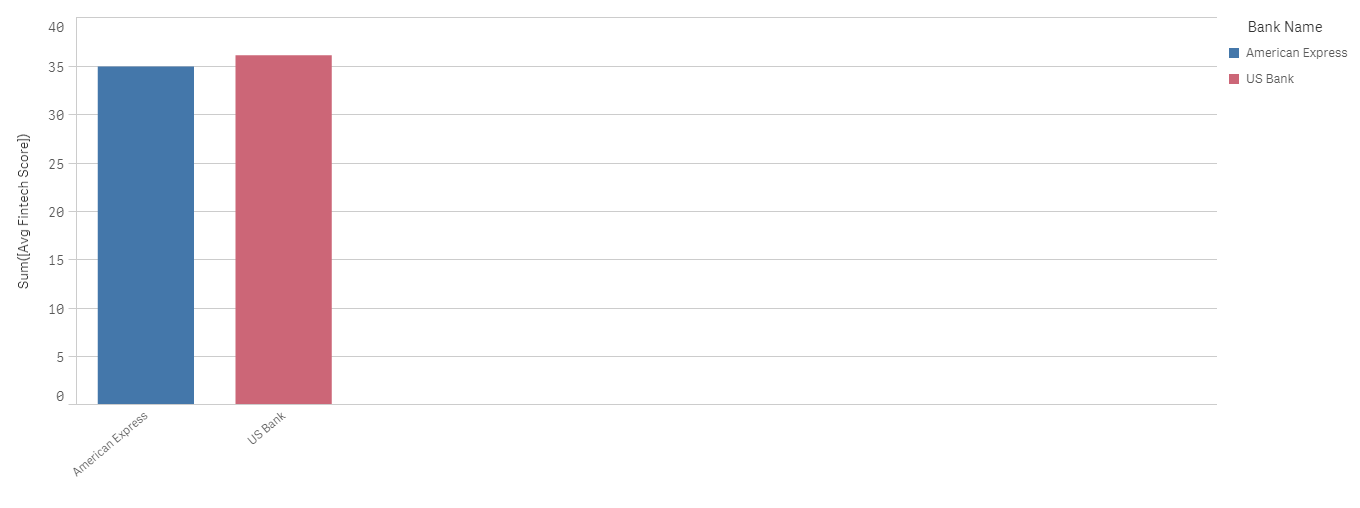 40
35
30
25
20
15
10
5
0
Sum([Avg Fintech Score])
American Express
US Bank
Bank Name
American Express
US Bank